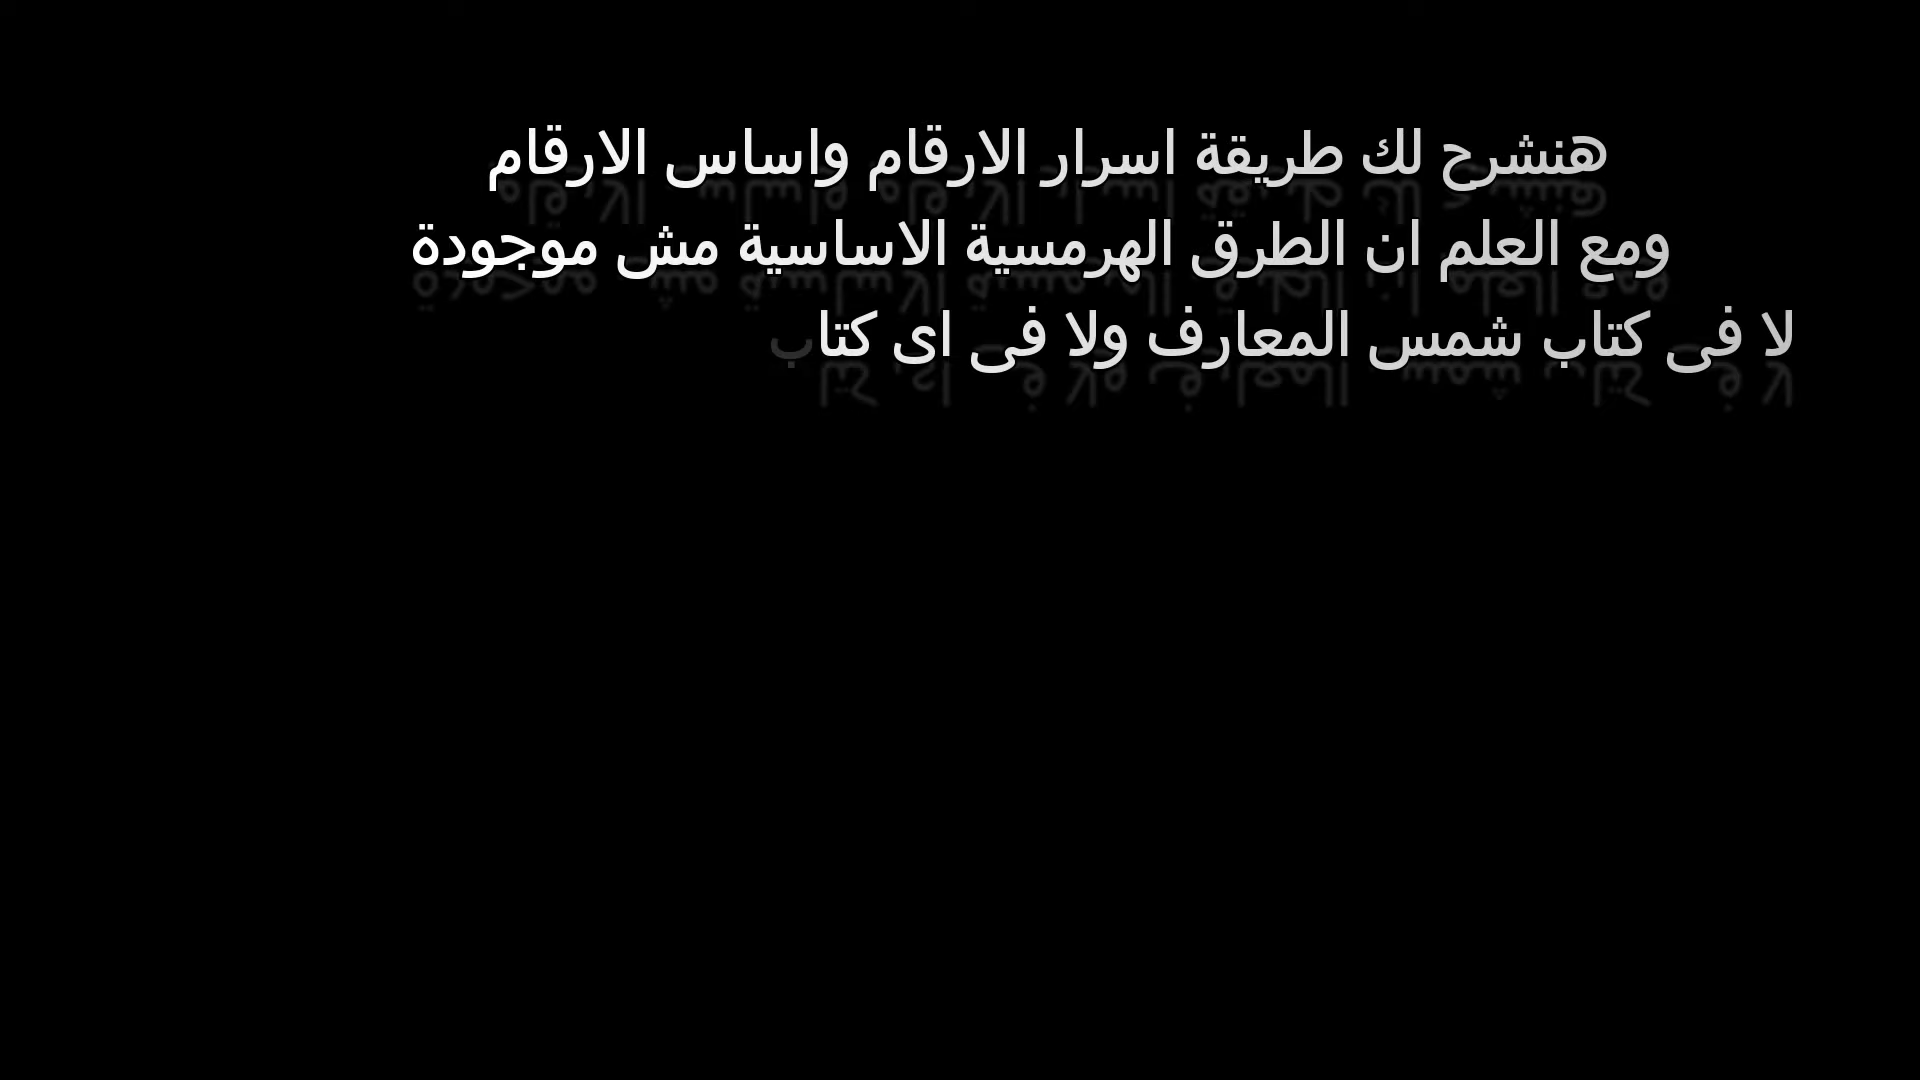 هنشرح لك طريقة اسرار الارقام واساس الارقام
ومع العلم ان الطرق الهرمسية الاساسية مش موجودة
لا فى كتاب شمس المعارف ولا فى اى كتاب